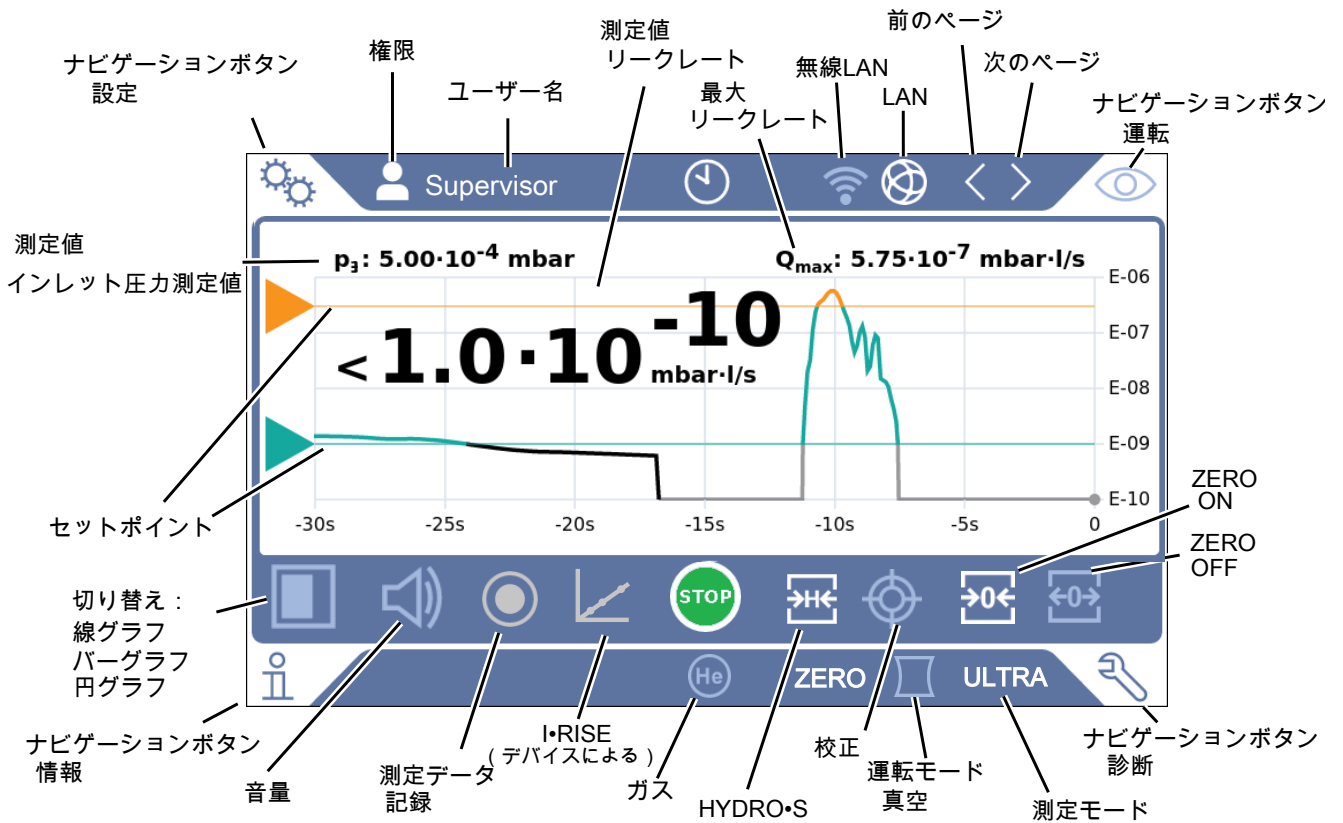 前のページ
測定値
リークレート
権限
次のページ
ナビゲーションボタン
設定
無線LAN
ユーザー名
最大
リークレート
LAN
ナビゲーションボタン
運転
Supervisor
測定値
インレット圧力測定値
p₃: 5.00·10⁻⁴ mbar
Qmax: 5.75·10⁻⁷ mbar·l/s
E-06
<1.0·10⁻¹⁰
mbar·l/s
E-07
E-08
E-09
E-10
-30s -25s -20s -15s -10s -5s 0
セットポイント
ZERO
ON
ZERO
OFF
STOP
→H←
→0←
←0→
切り替え：
線グラフ
バーグラフ
円グラフ
He
ZERO
ULTRA
ナビゲーションボタン
情報
音量
測定データ
記録
I•RISE
(デバイスによる)
ガス
HYDRO•S
校正
運転モード
真空
測定モード
ナビゲーションボタン
診断